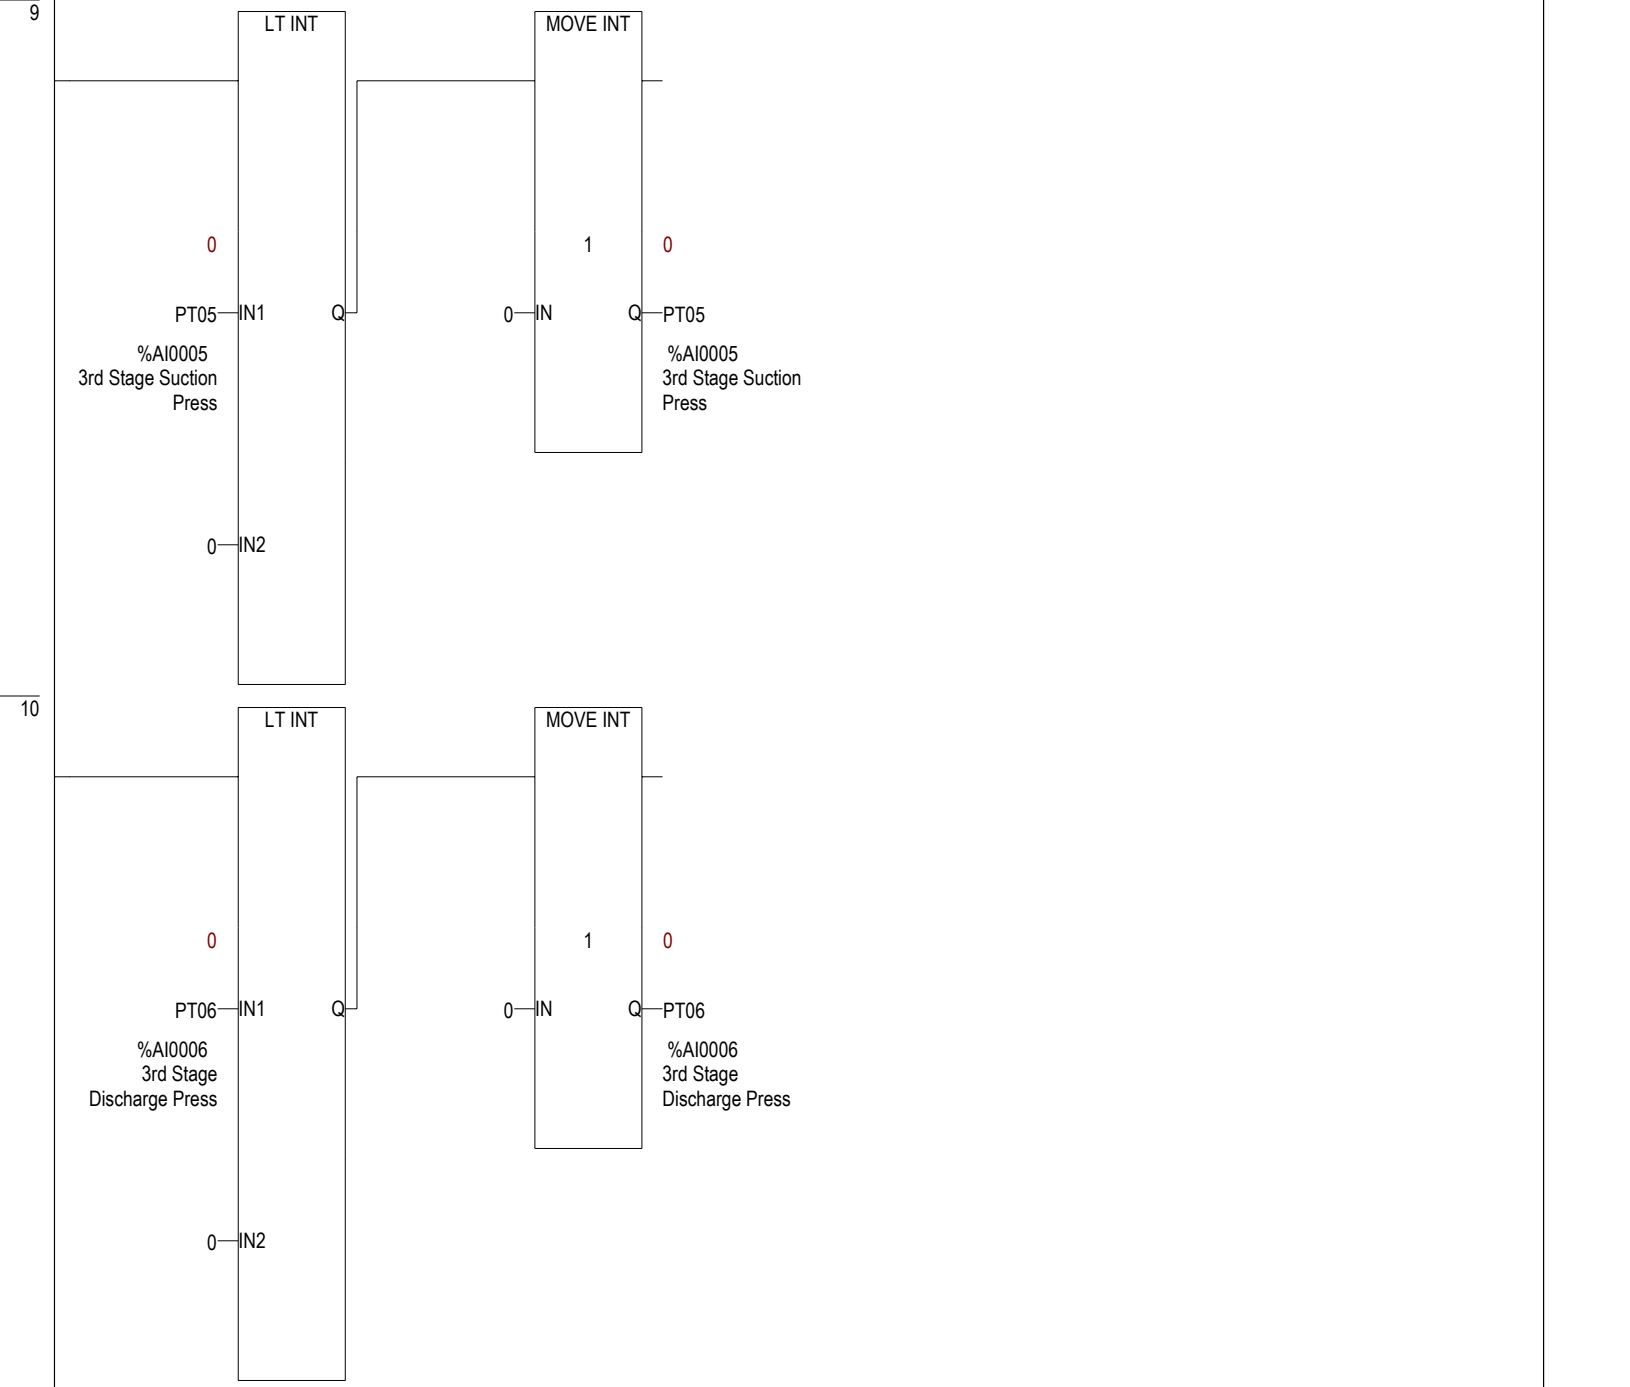 9
LT INT
MOVE INT
0
1
0
PT05
IN1
Q
0
IN
Q
PT05
%AI0005
3rd Stage Suction
Press
%AI0005
3rd Stage Suction
Press
0
IN2
10
LT INT
MOVE INT
0
1
0
PT06
IN1
Q
0
IN
Q
PT06
%AI0006
3rd Stage
Discharge Press
%AI0006
3rd Stage
Discharge Press
0
IN2